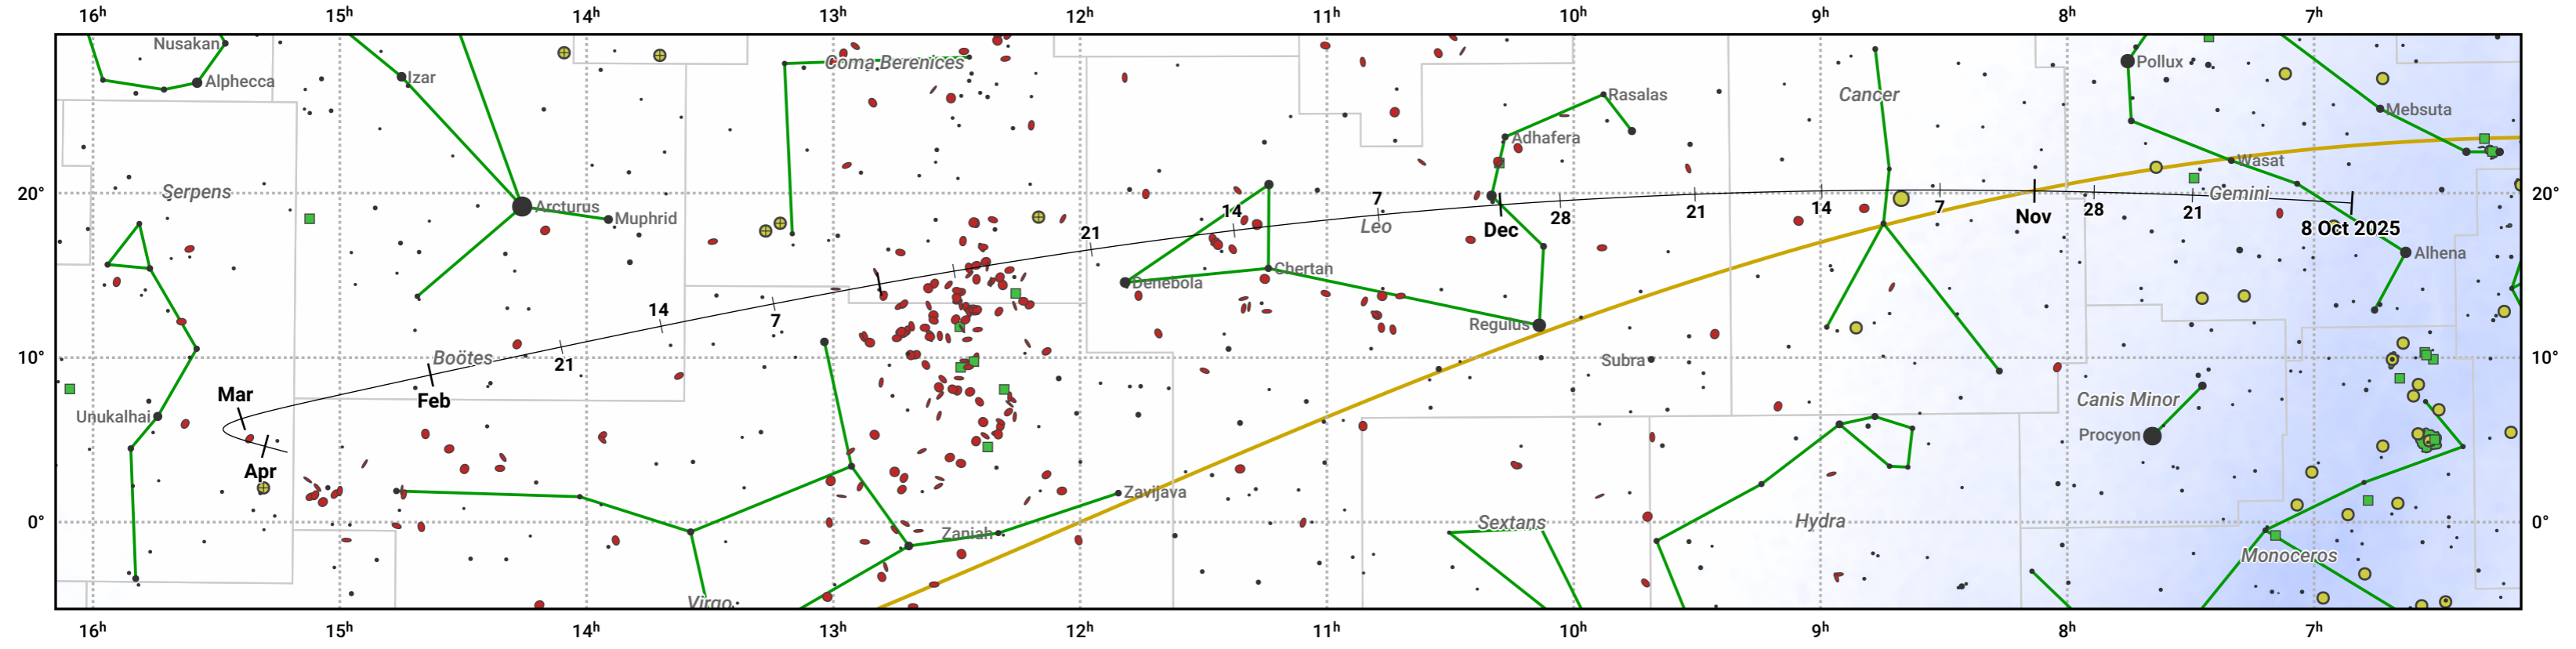 16h 15h 14h 13h 12h 11h 10h 9h 8h 7h
Nusakan
Alphecca
Izar
Coma Berenices
Pollux
Rasalas
Cancer
Mebsuta
Adhafera
Wasat
20°
Serpens
Gemini
20°
Arcturus
Muphrid
14
7
28
21
14
7
Nov
28
21
Leo
Dec
8 Oct 2025
21
Alhena
Chertan
Denebola
14
7
Regulus
10°
Boötes
21
Subra
10°
Mar
Feb
Canis Minor
Unukalhai
Procyon
Apr
Zavijava
0°
Zaniah
Sextans
Hydra
0°
Monoceros
Virgo
16h 15h 14h 13h 12h 11h 10h 9h 8h 7h